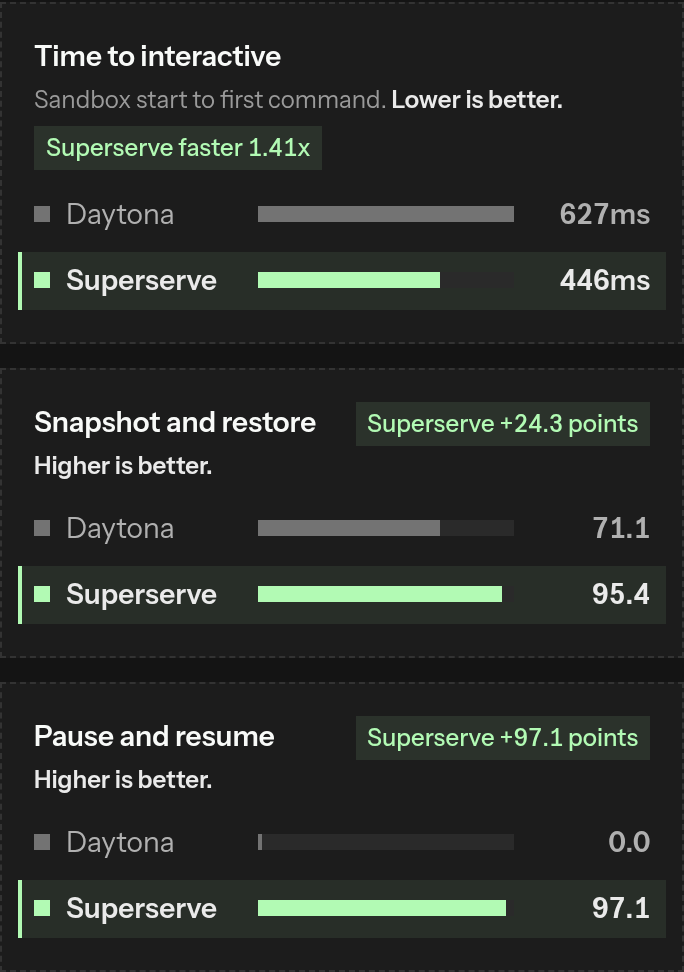 Time to interactive
Sandbox start to first command. Lower is better.
Superserve faster 1.41x
Daytona 627ms
Superserve 446ms
Snapshot and restore Superserve +24.3 points
Higher is better.
Daytona 71.1
Superserve 95.4
Pause and resume Superserve +97.1 points
Higher is better.
Daytona 0.0
Superserve 97.1